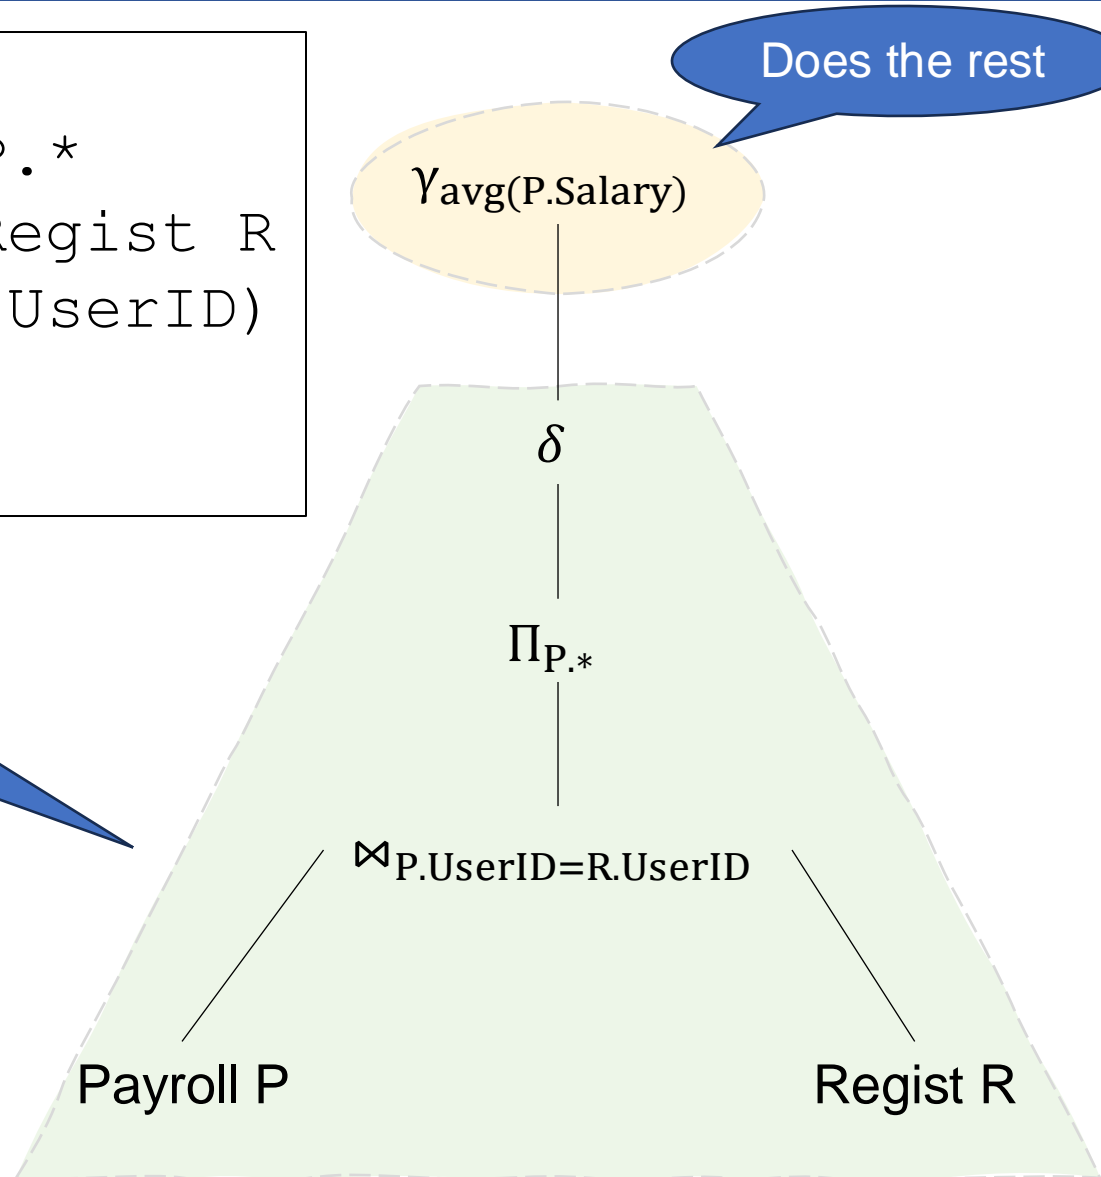 Does the rest
.*
egist R
UserID)
γavg(P.Salary)
δ
ΠP.*
⋈P.UserID=R.UserID
Payroll P
Regist R